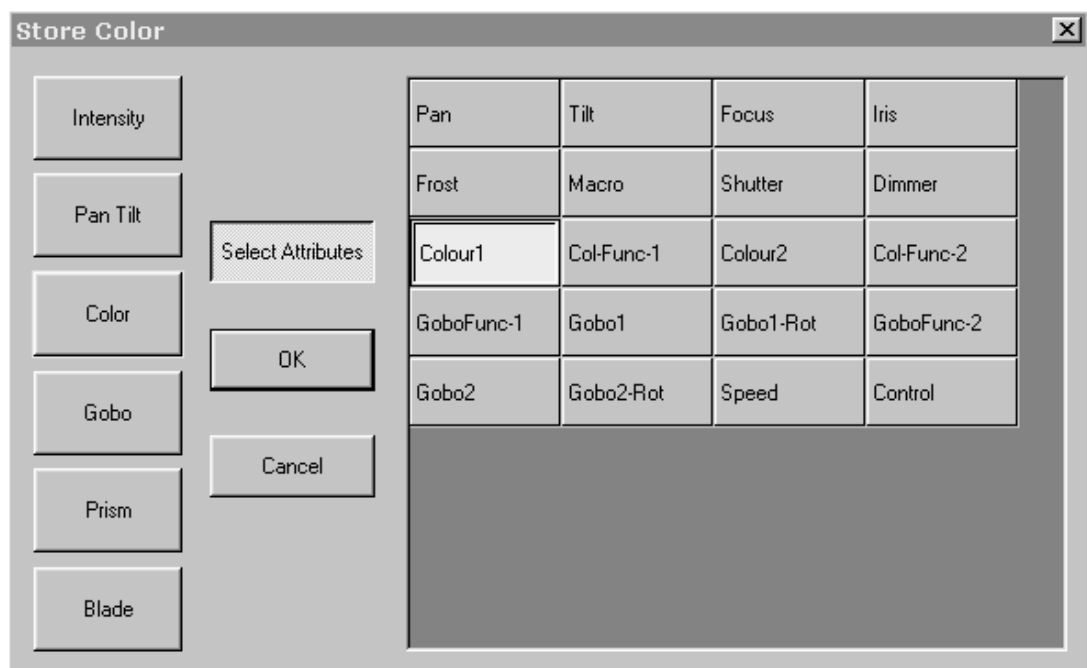 Store Color
Intensity
Pan Tilt
Color
Gobo
Prism
Blade
Select Attributes
OK
Cancel
Pan Tilt Focus Iris
Frost Macro Shutter Dimmer
Colour1 Col-Func-1 Colour2 Col-Func-2
GoboFunc-1 Gobo1 Gobo1-Rot GoboFunc-2
Gobo2 Gobo2-Rot Speed Control